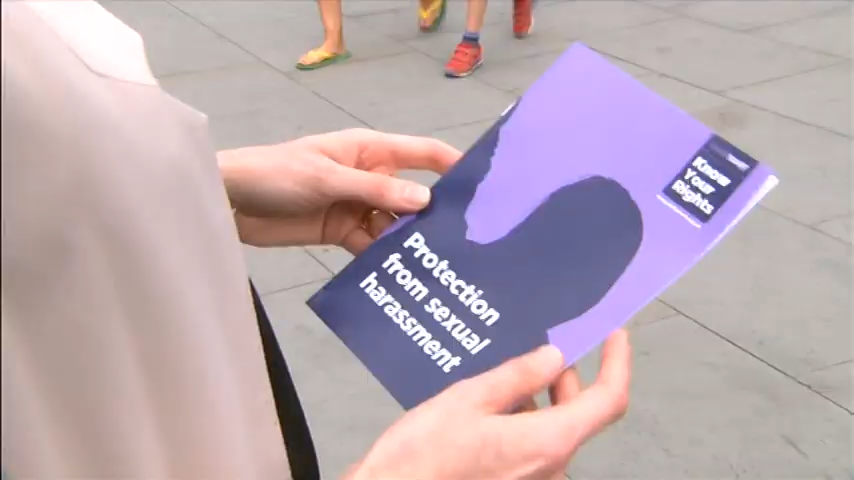 Know
Your
Rights
Protection
from sexual
harassment